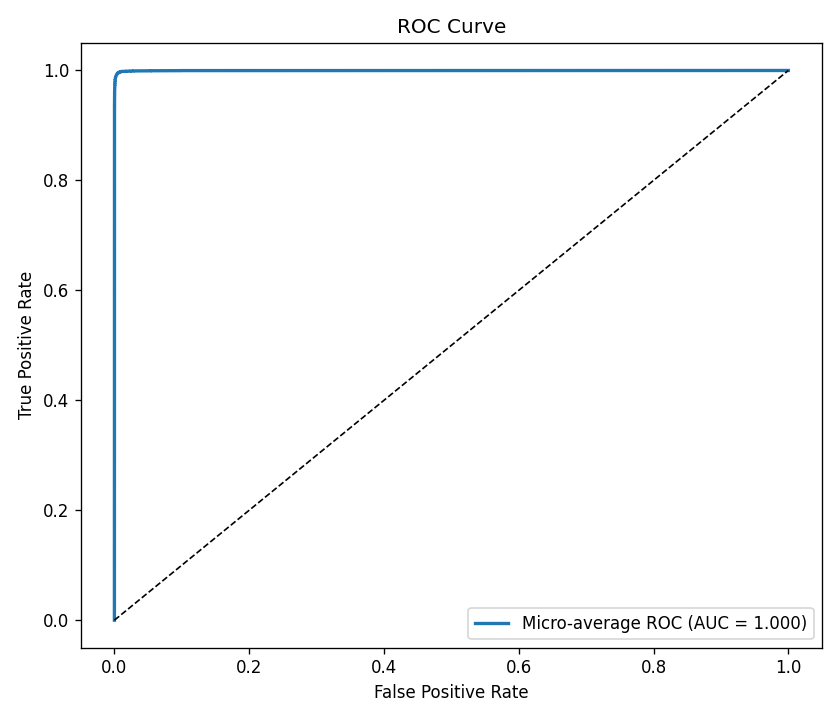 ROC Curve
1.0
0.8
0.6
0.4
0.2
0.0
True Positive Rate
Micro-average ROC (AUC = 1.000)
0.0 0.2 0.4 0.6 0.8 1.0
False Positive Rate